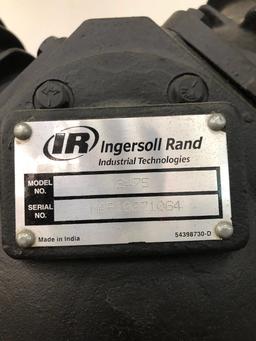 IR Ingersoll Rand
Industrial Technologies
MODEL NO. 2475
SERIAL NO.
Made in India 54398730-D